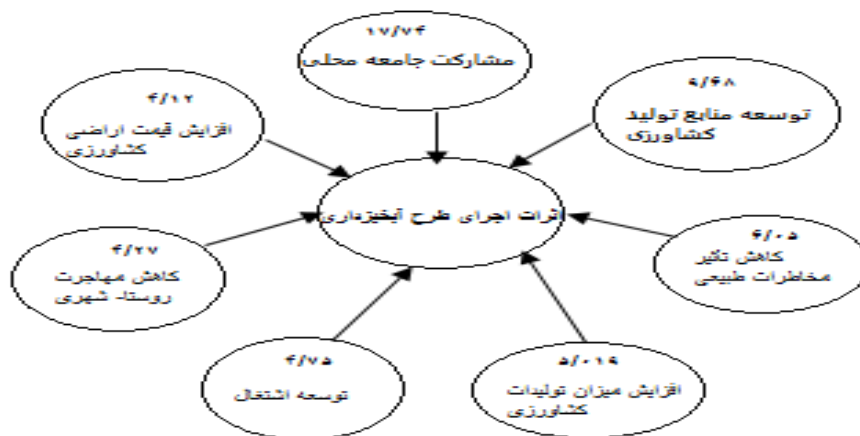 ۱۷/۷۴
مشارکت جامعه محلی
۹/۴۸
توسعه منابع تولید
کشاورزی
۶/۰۵
کاهش تأثیر
مخاطرات طبیعی
۵/۰۱۹
افزایش میزان تولیدات
کشاورزی
۴/۷۵
توسعه اشتغال
۴/۲۷
کاهش مهاجرت
روستا- شهری
۴/۱۲
افزایش قیمت اراضی
کشاورزی
اثرات اجرای طرح آبخیزداری